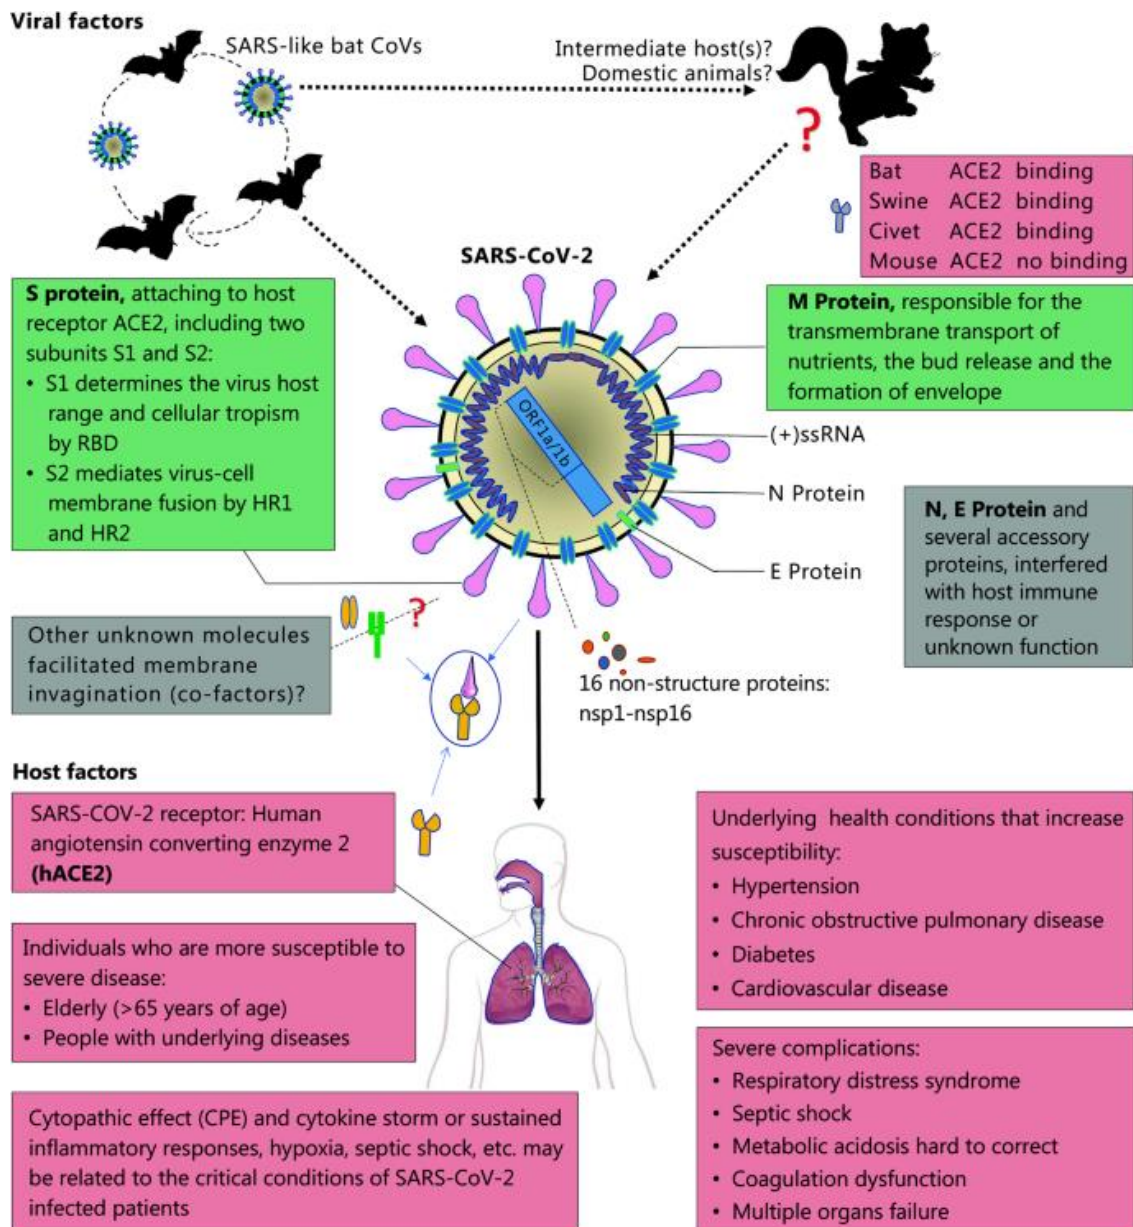 Viral factors
SARS-like bat CoVs
Intermediate host(s)?
Domestic animals?
?
Bat ACE2 binding
Swine ACE2 binding
Civet ACE2 binding
Mouse ACE2 no binding
SARS-CoV-2
S protein, attaching to host
receptor ACE2, including two
subunits S1 and S2:
• S1 determines the virus host
range and cellular tropism
by RBD
• S2 mediates virus-cell
membrane fusion by HR1
and HR2
M Protein, responsible for the
transmembrane transport of
nutrients, the bud release and the
formation of envelope
ORF1a/1b
(+)ssRNA
N Protein
E Protein
N, E Protein and
several accessory
proteins, interfered
with host immune
response or
unknown function
?
Other unknown molecules
facilitated membrane
invagination (co-factors)?
16 non-structure proteins:
nsp1-nsp16
Host factors
SARS-COV-2 receptor: Human
angiotensin converting enzyme 2
(hACE2)
Individuals who are more susceptible to
severe disease:
• Elderly (>65 years of age)
• People with underlying diseases
Cytopathic effect (CPE) and cytokine storm or sustained
inflammatory responses, hypoxia, septic shock, etc. may
be related to the critical conditions of SARS-CoV-2
infected patients
Underlying health conditions that increase
susceptibility:
• Hypertension
• Chronic obstructive pulmonary disease
• Diabetes
• Cardiovascular disease
Severe complications:
• Respiratory distress syndrome
• Septic shock
• Metabolic acidosis hard to correct
• Coagulation dysfunction
• Multiple organs failure